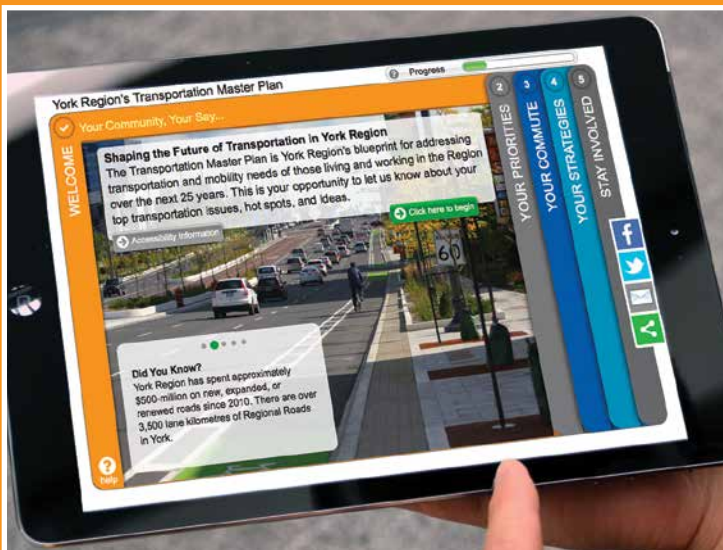 York Region's Transportation Master Plan
Progress
Your Community, Your Say...
WELCOME
Shaping the Future of Transportation in York Region
The Transportation Master Plan is York Region's blueprint for addressing
transportation and mobility needs of those living and working in the Region
over the next 25 years. This is your opportunity to let us know about your
top transportation issues, hot spots, and ideas.
Accessibility Information
Click here to begin
60
Did You Know?
York Region has spent approximately
$500-million on new, expanded, or
renewed roads since 2010. There are over
3,500 lane kilometres of Regional Roads
in York.
?
help
2
YOUR PRIORITIES
3
YOUR COMMUTE
4
YOUR STRATEGIES
5
STAY INVOLVED